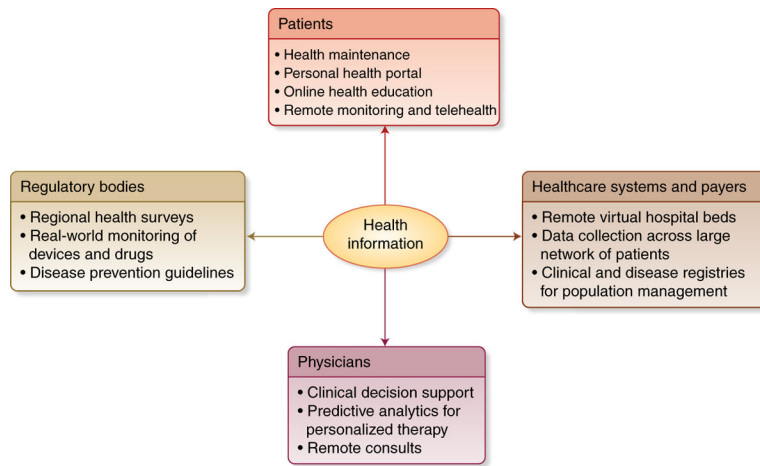 Patients
• Health maintenance
• Personal health portal
• Online health education
• Remote monitoring and telehealth
Regulatory bodies
• Regional health surveys
• Real-world monitoring of
devices and drugs
• Disease prevention guidelines
Health
information
Healthcare systems and payers
• Remote virtual hospital beds
• Data collection across large
network of patients
• Clinical and disease registries
for population management
Physicians
• Clinical decision support
• Predictive analytics for
personalized therapy
• Remote consults